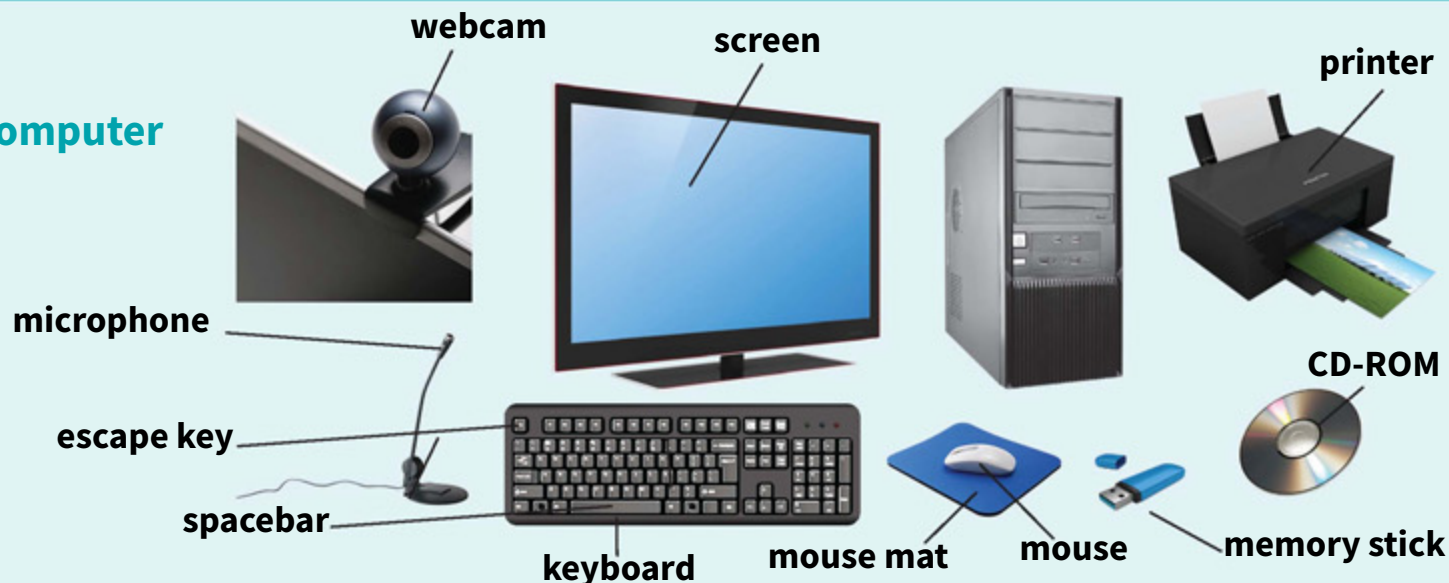 webcam
screen
printer
omputer
microphone
CD-ROM
escape key
spacebar
keyboard
mouse mat
mouse
memory stick